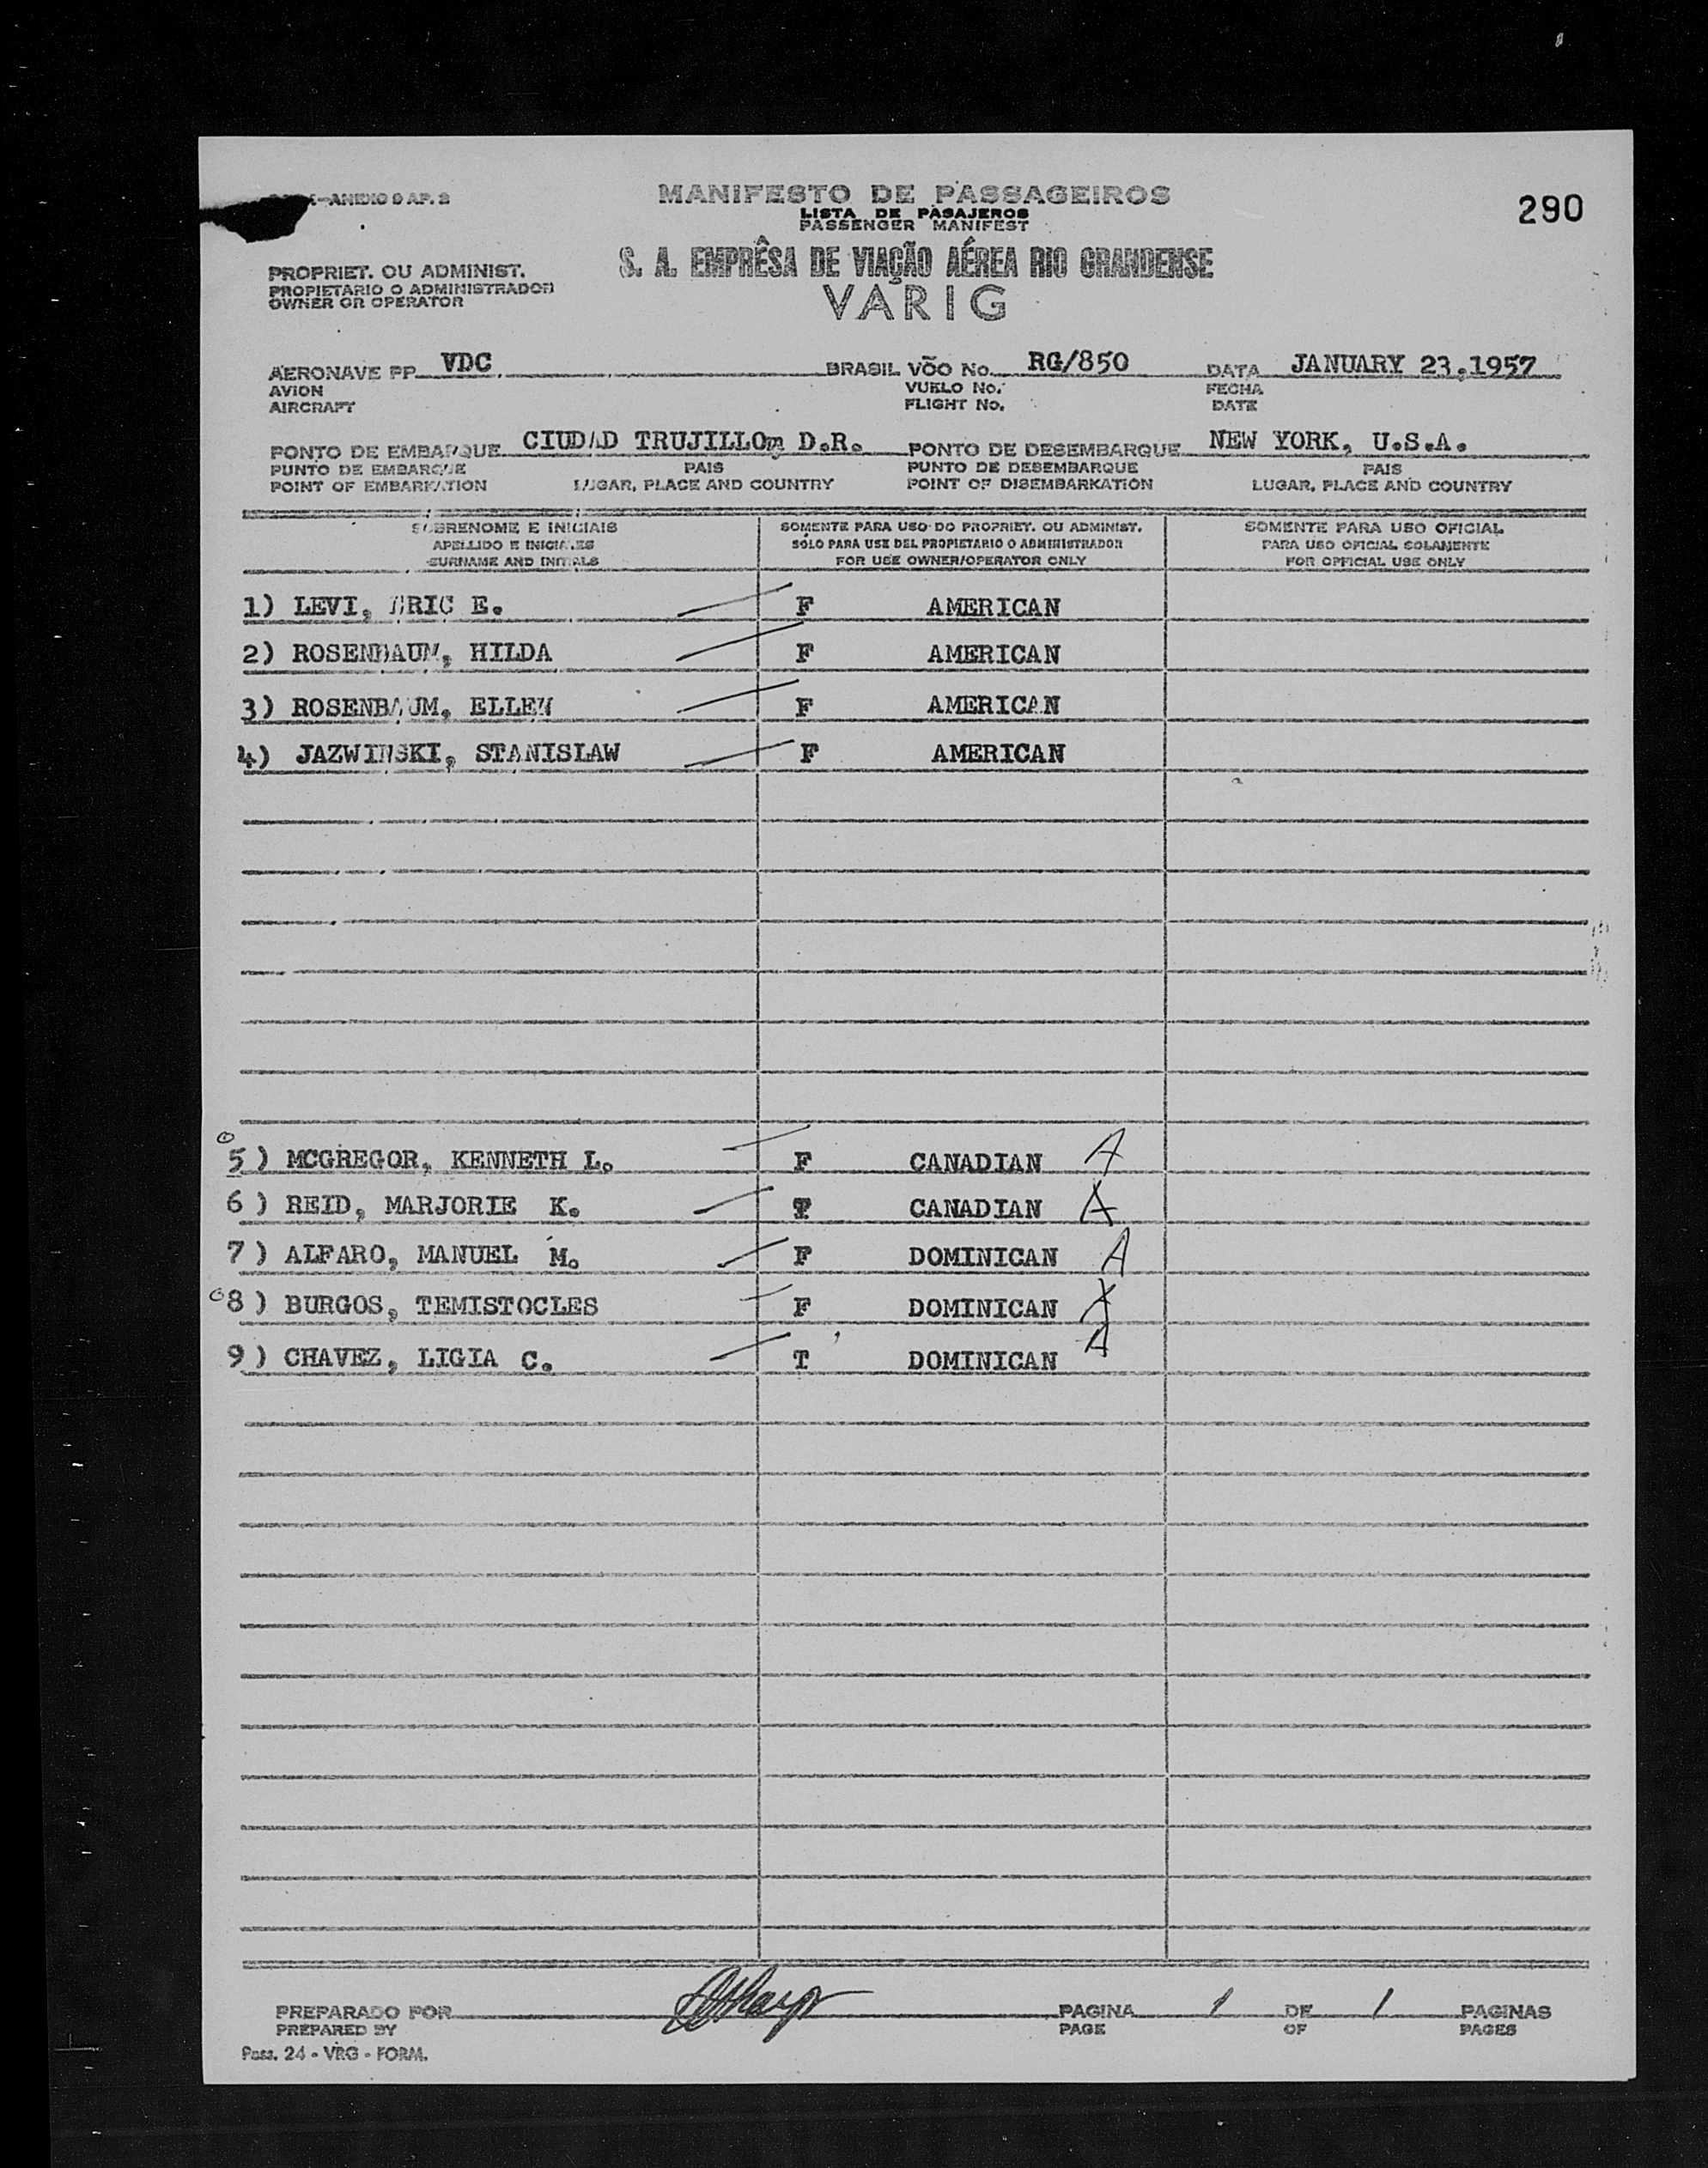 -ANEXO 9 AP. 2
MANIFESTO DE PASSAGEIROS
LISTA DE PASAJEROS
PASSENGER MANIFEST
290
S. A. EMPRÊSA DE VIAÇÃO AÉREA RIO GRANDENSE
VARIG
PROPRIET. OU ADMINIST.
PROPIETARIO O ADMINISTRADOR
OWNER OR OPERATOR
AERONAVE PP VDC BRASIL VÕO No. RG/850 DATA JANUARY 23,1957
AVION VUELO No. FECHA
AIRCRAFT FLIGHT No. DATE
PONTO DE EMBARQUE CIUDAD TRUJILLOm D.R. PONTO DE DESEMBARQUE NEW YORK, U.S.A.
PUNTO DE EMBARQUE PAIS PUNTO DE DESEMBARQUE PAIS
POINT OF EMBARKATION LUGAR, PLACE AND COUNTRY POINT OF DISEMBARKATION LUGAR, PLACE AND COUNTRY
SOBRENOME E INICIAIS SOMENTE PARA USO DO PROPRIET. OU ADMINIST. SOMENTE PARA USO OFICIAL
APELLIDO E INICIALES SÓLO PARA USE DEL PROPIETARIO O ADMINISTRADOR PARA USO OFICIAL SOLAMENTE
SURNAME AND INITIALS FOR USE OWNER/OPERATOR ONLY FOR OFFICIAL USE ONLY
1) LEVI, ERIC E. F AMERICAN
2) ROSENBAUM, HILDA F AMERICAN
3) ROSENBAUM, ELLEN F AMERICAN
4) JAZWINSKI, STANISLAW F AMERICAN
5) MCGREGOR, KENNETH L. F CANADIAN A
6) REID, MARJORIE K. T CANADIAN A
7) ALFARO, MANUEL M. F DOMINICAN A
8) BURGOS, TEMISTOCLES F DOMINICAN A
9) CHAVEZ, LIGIA C. T DOMINICAN A
PREPARADO POR PAGINA 1 DE 1 PAGINAS
PREPARED BY PAGE OF PAGES
Pass. 24 - VRG - FORM.